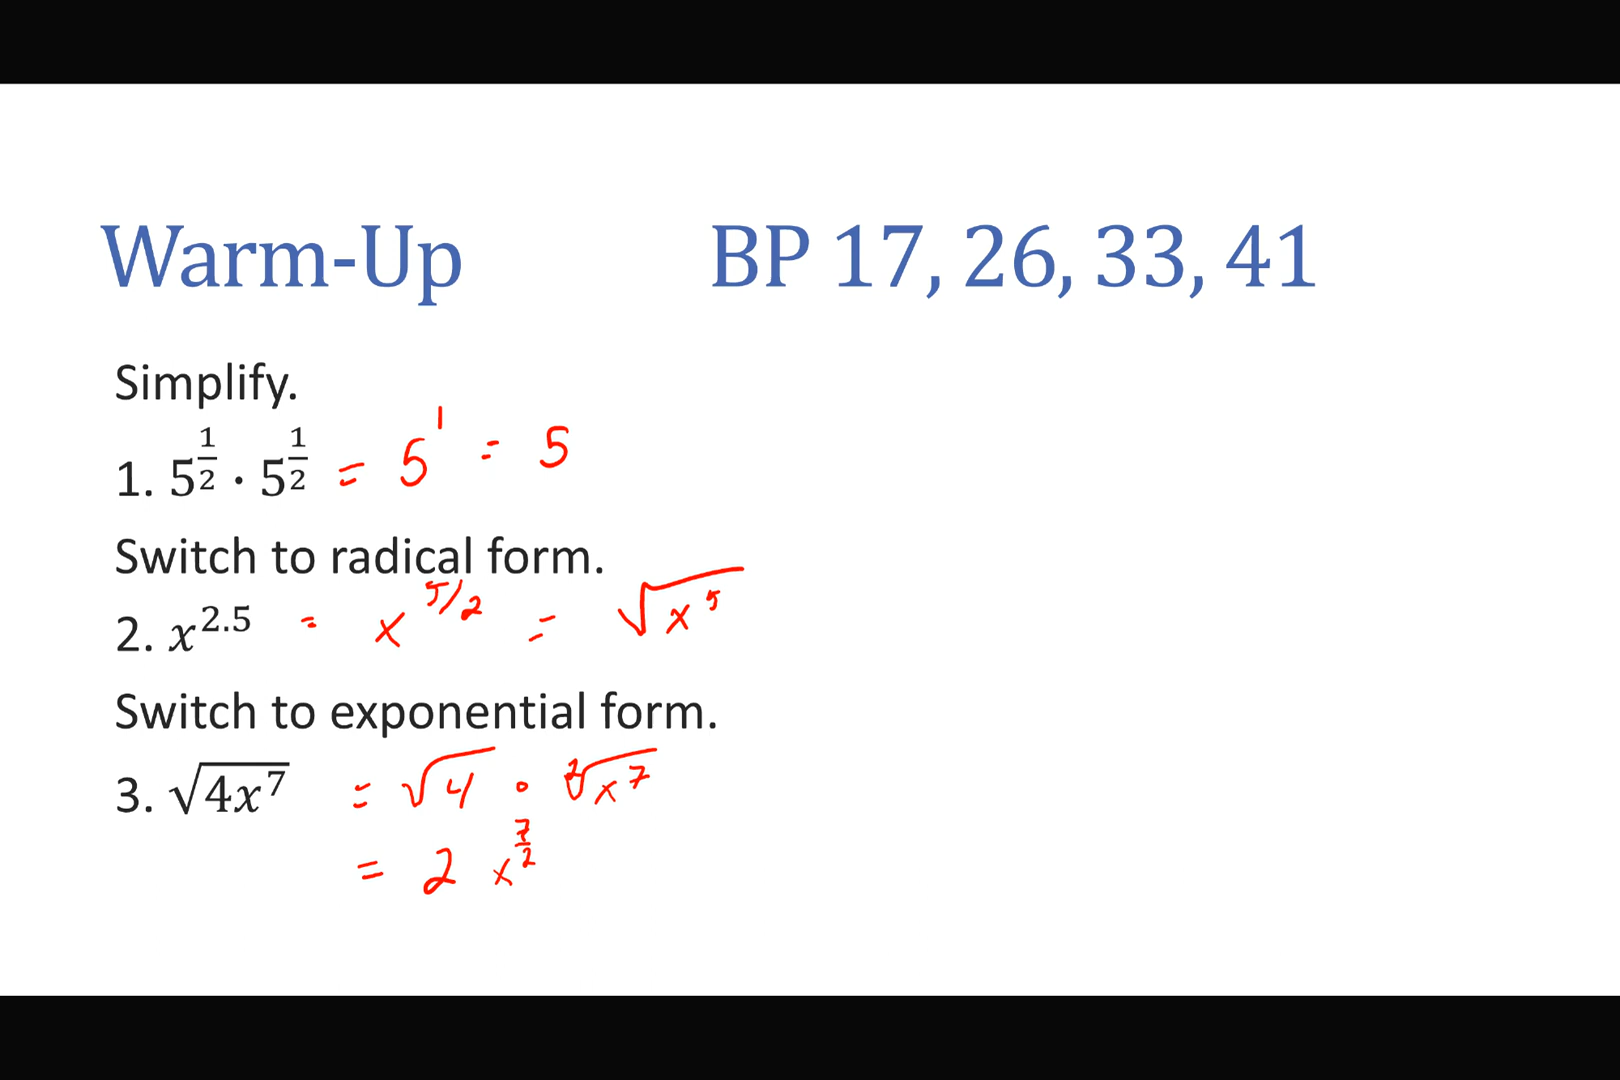 Warm-Up BP 17, 26, 33, 41
Simplify.
1. 5^{1/2} · 5^{1/2} = 5^1 = 5
Switch to radical form.
2. x^{2.5} = x^{5/2} = √(x^5)
Switch to exponential form.
3. √(4x^7) = √4 · ²√(x^7)
= 2 x^{7/2}